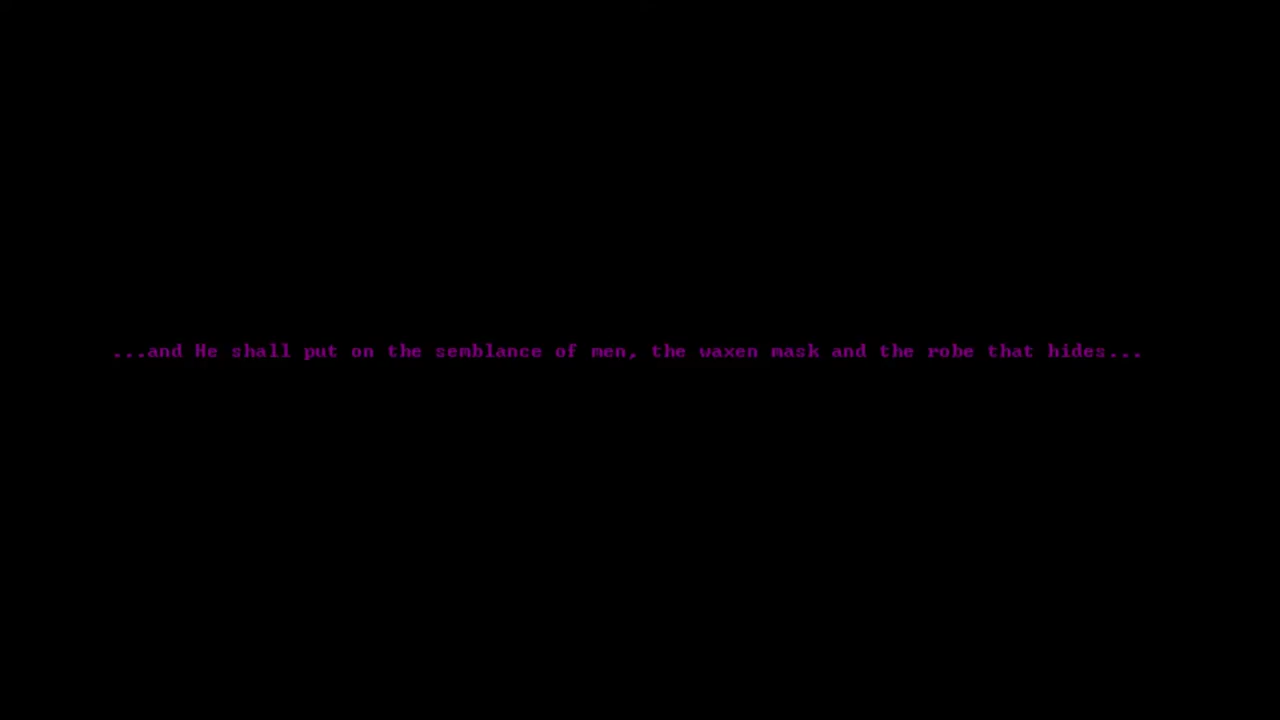 ...and He shall put on the semblance of men, the waxen mask and the robe that hides...